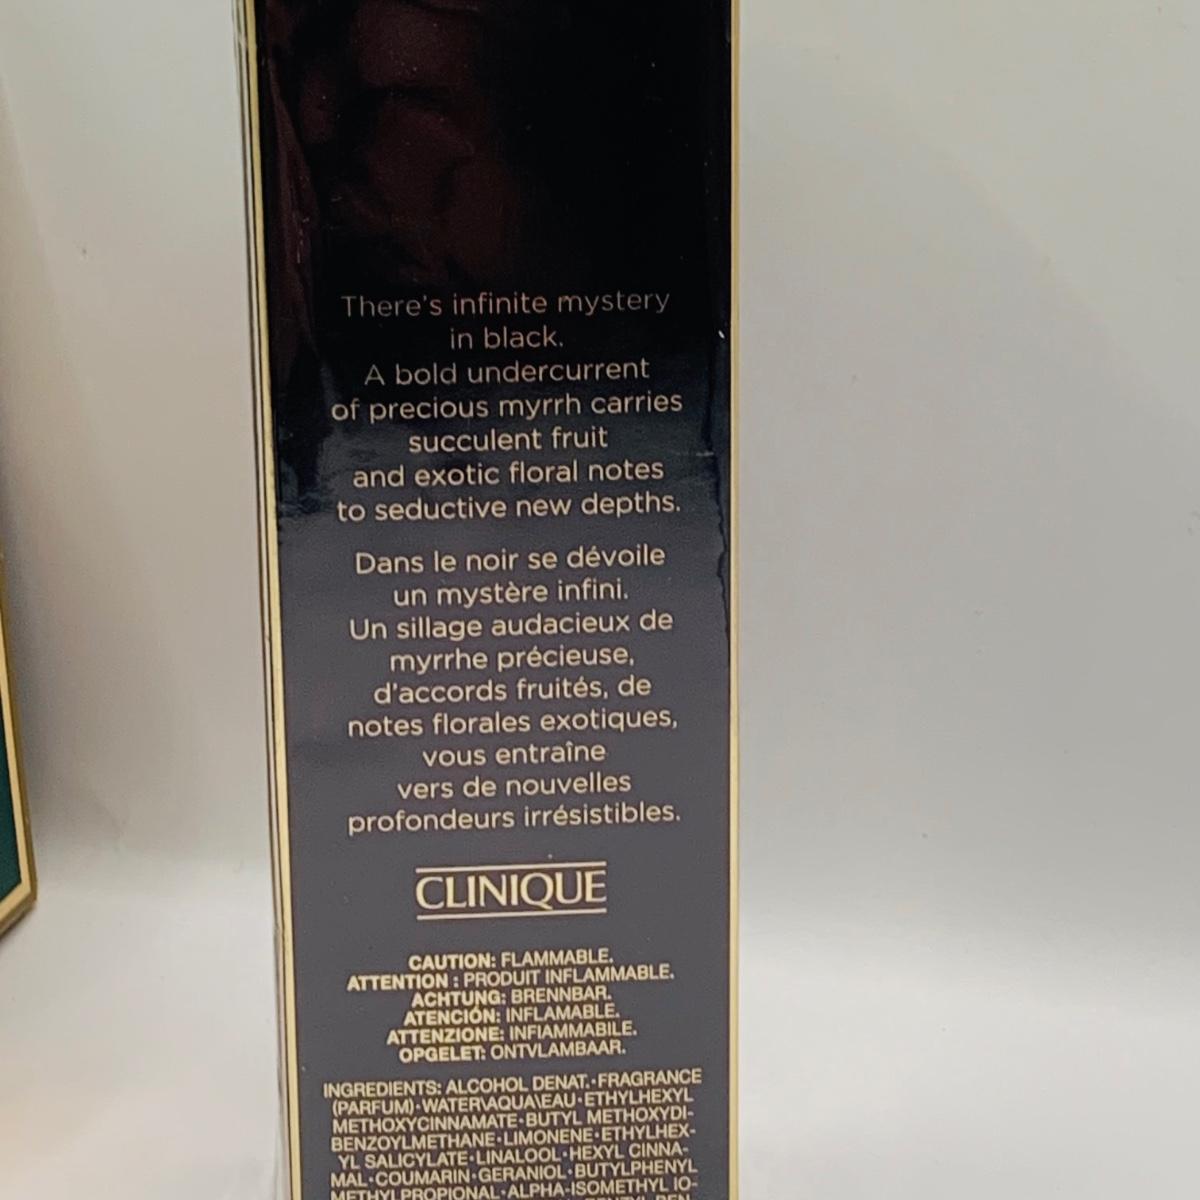 There's infinite mystery
in black.
A bold undercurrent
of precious myrrh carries
succulent fruit
and exotic floral notes
to seductive new depths.
Dans le noir se dévoile
un mystère infini.
Un sillage audacieux de
myrrhe précieuse,
d'accords fruités, de
notes florales exotiques,
vous entraîne
vers de nouvelles
profondeurs irrésistibles.
CLINIQUE
CAUTION: FLAMMABLE.
ATTENTION : PRODUIT INFLAMMABLE.
ACHTUNG: BRENNBAR.
ATENCIÓN: INFLAMABLE.
ATTENZIONE: INFIAMMABILE.
OPGELET: ONTVLAMBAAR.
INGREDIENTS: ALCOHOL DENAT.•FRAGRANCE
(PARFUM)•WATER\AQUA\EAU•ETHYLHEXYL
METHOXYCINNAMATE•BUTYL METHOXYDI-
BENZOYLMETHANE•LIMONENE•ETHYLHEX-
YL SALICYLATE•LINALOOL•HEXYL CINNA-
MAL•COUMARIN•GERANIOL•BUTYLPHENYL
METHYLPROPIONAL•ALPHA-ISOMETHYL IO-